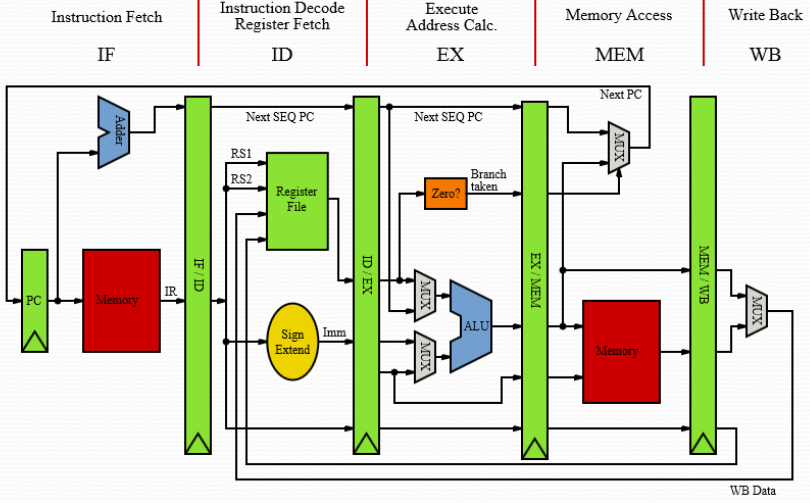 Instruction Fetch
Instruction Decode
Register Fetch
Execute
Address Calc.
Memory Access
Write Back
IF
ID
EX
MEM
WB
Next PC
Adder
Next SEQ PC
Next SEQ PC
MUX
RS1
RS2
Register
File
Zero?
Branch
taken
IF / ID
ID / EX
EX / MEM
MEM / WB
PC
Memory
IR
Sign
Extend
Imm
MUX
MUX
ALU
Memory
MUX
WB Data